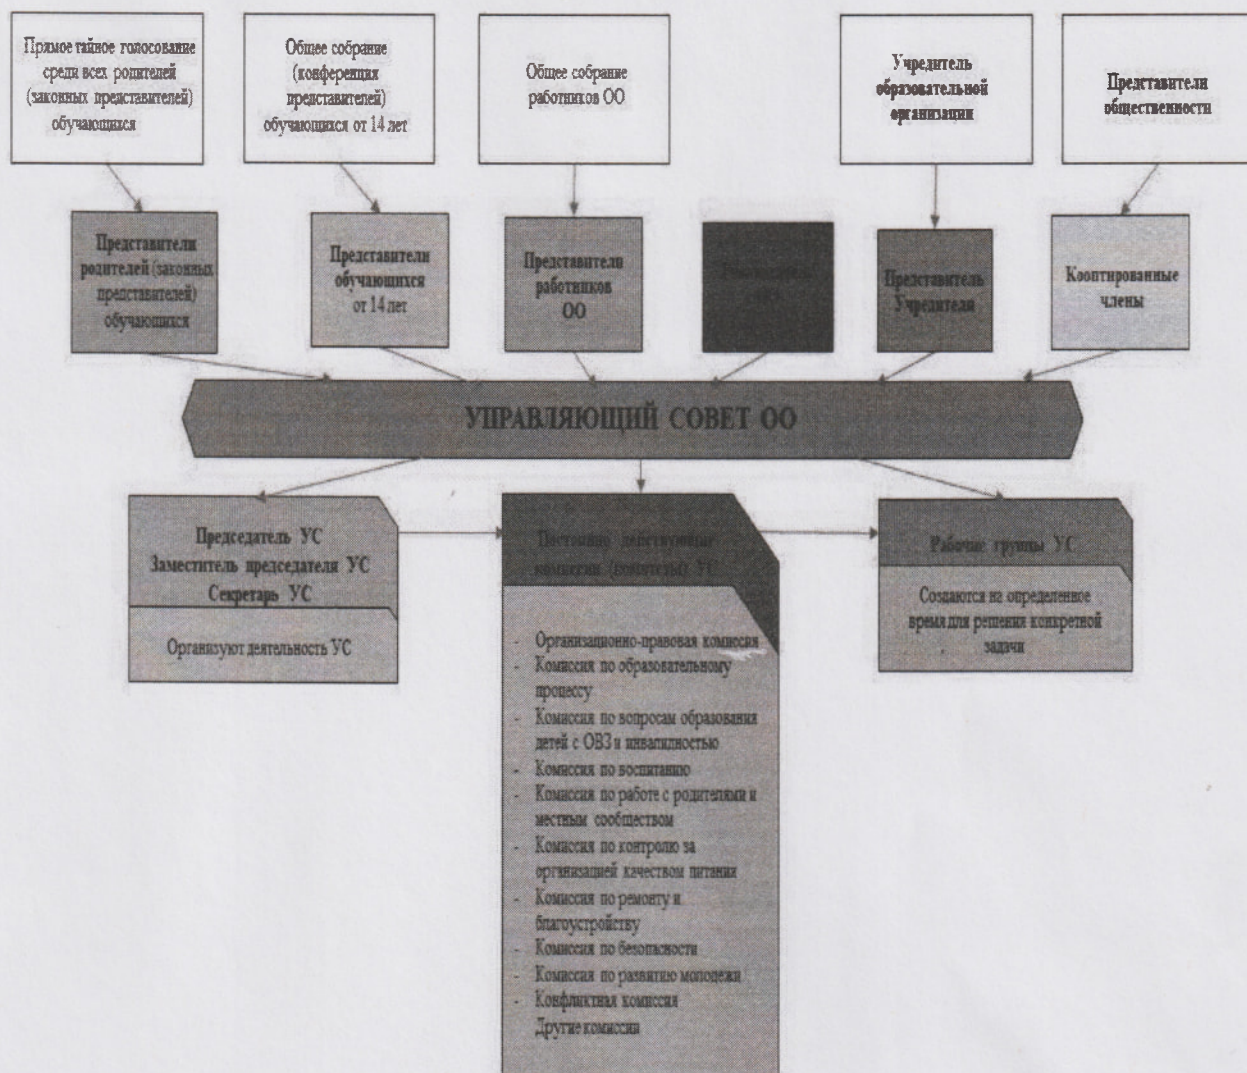 Прямое тайное голосование
среди всех родителей
(законных представителей)
обучающихся
Общее собрание
(конференция
представителей)
обучающихся от 14 лет
Общее собрание
работников ОО
Учредитель
образовательной
организации
Представители
общественности
Представители
родителей (законных
представителей)
обучающихся
Представители
обучающихся
от 14 лет
Представители
работников
ОО
Представитель
Учредителя
Кооптированные
члены
УПРАВЛЯЮЩИЙ СОВЕТ ОО
Председатель УС
Заместитель председателя УС
Секретарь УС
Организуют деятельность УС
Постоянно действующие
комиссии (комитеты) УС
- Организационно-правовая комиссия
- Комиссия по образовательному
процессу
- Комиссия по вопросам образования
детей с ОВЗ и инвалидностью
- Комиссия по воспитанию
- Комиссия по работе с родителями и
местным сообществом
- Комиссия по контролю за
организацией качеством питания
- Комиссия по ремонту и
благоустройству
- Комиссия по безопасности
- Комиссия по развитию молодежи
- Конфликтная комиссия
Другие комиссии
Рабочие группы УС
Создаются на определенное
время для решения конкретной
задачи